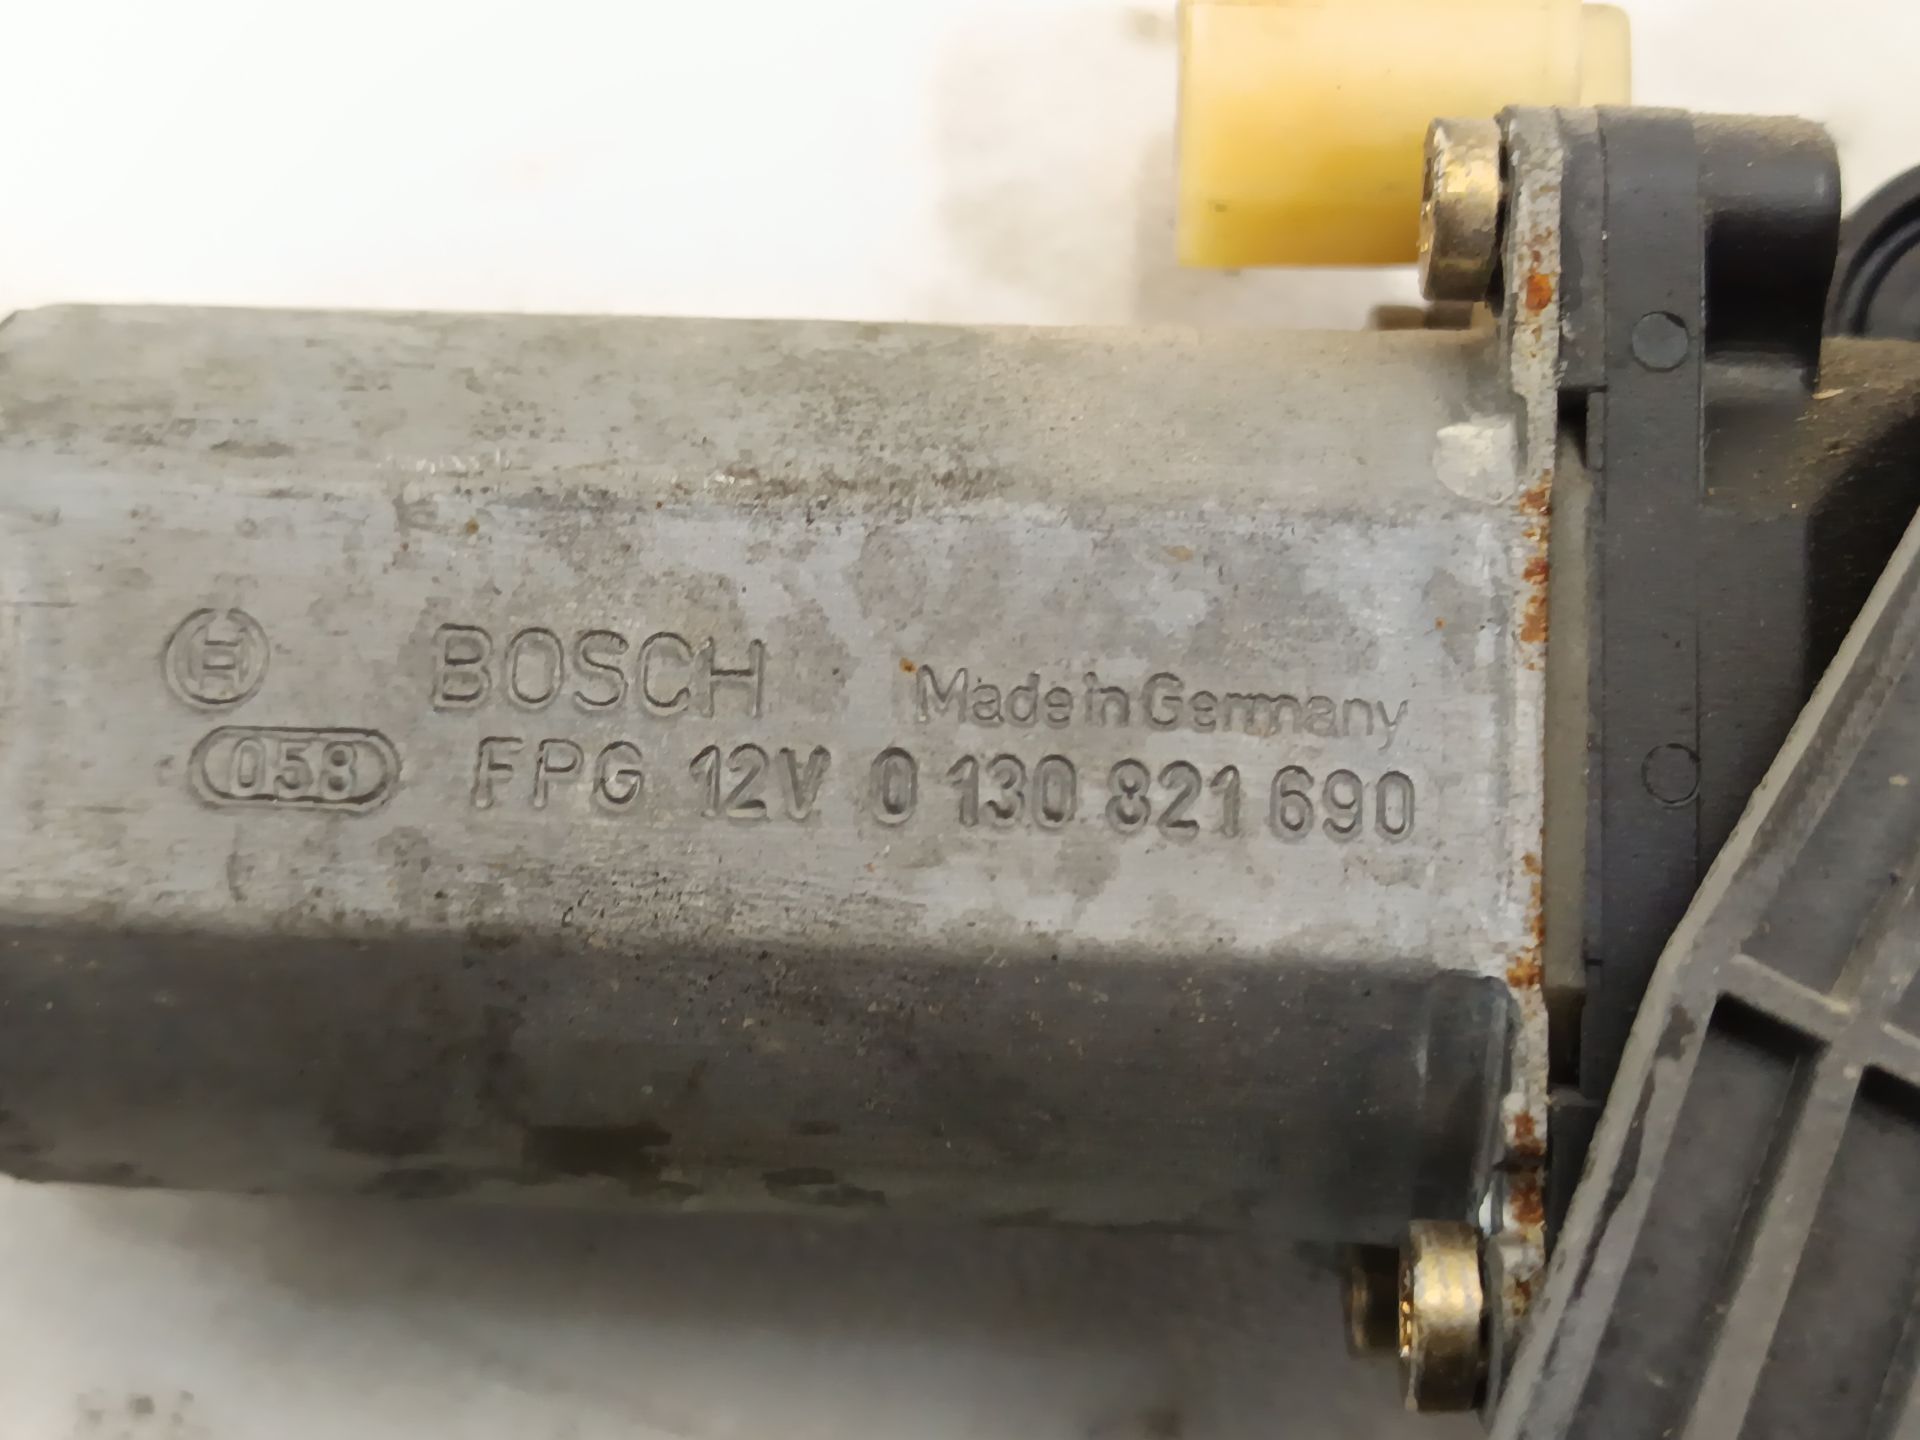 BOSCH Made in Germany
058 FPG 12V 0 130 821 690